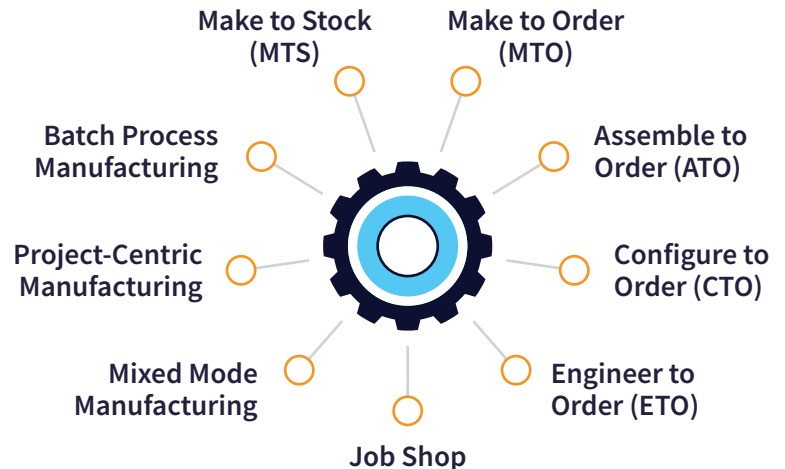 Make to Stock
(MTS)
Make to Order
(MTO)
Assemble to
Order (ATO)
Configure to
Order (CTO)
Engineer to
Order (ETO)
Job Shop
Mixed Mode
Manufacturing
Project-Centric
Manufacturing
Batch Process
Manufacturing